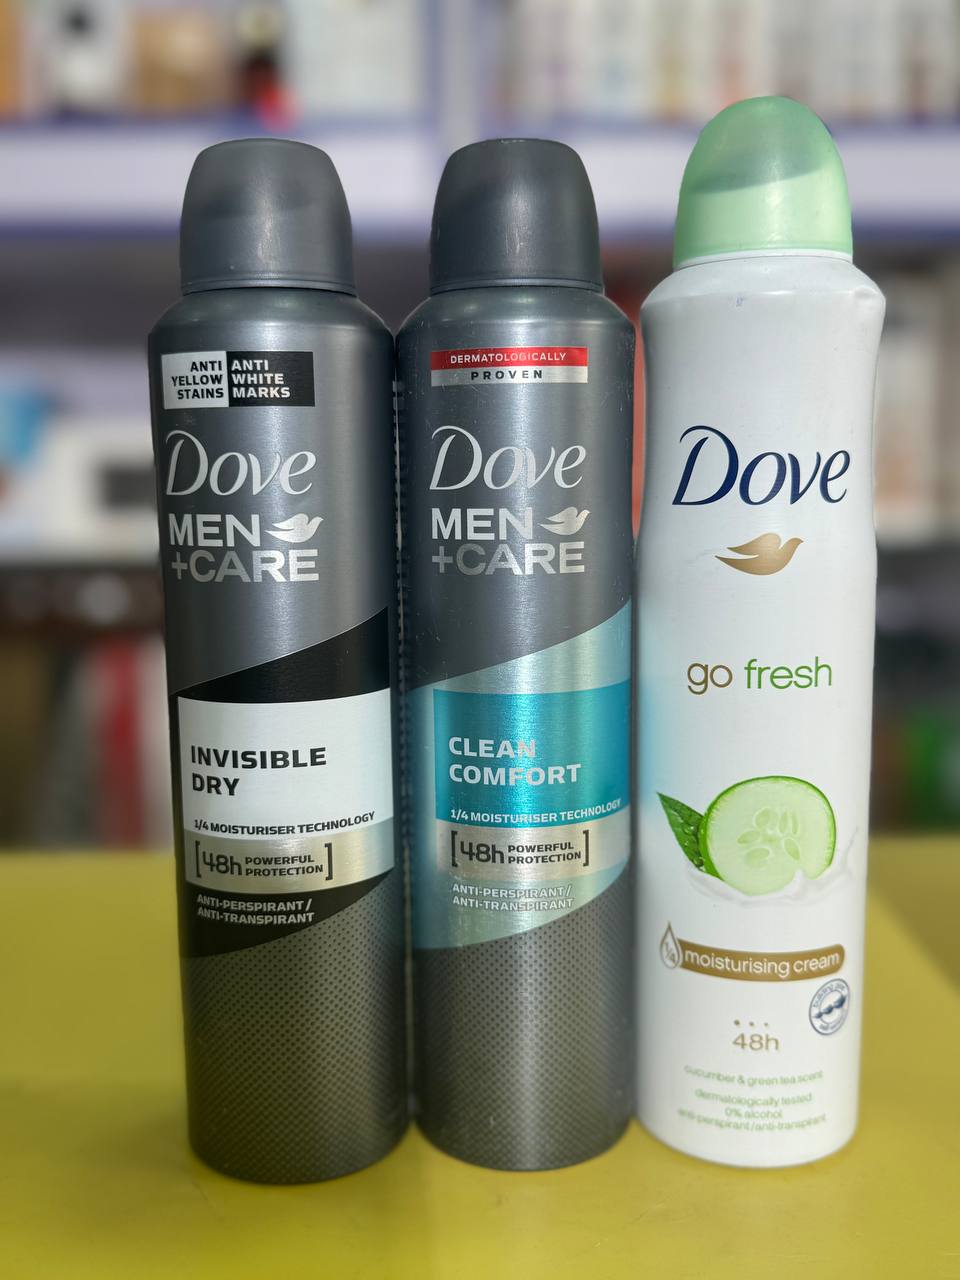 ANTI
YELLOW
STAINS
ANTI
WHITE
MARKS
Dove
MEN
+CARE
INVISIBLE
DRY
1/4 MOISTURISER TECHNOLOGY
[48h POWERFUL
PROTECTION]
ANTI-PERSPIRANT /
ANTI-TRANSPIRANT
DERMATOLOGICALLY
PROVEN
Dove
MEN
+CARE
CLEAN
COMFORT
1/4 MOISTURISER TECHNOLOGY
[48h POWERFUL
PROTECTION]
ANTI-PERSPIRANT /
ANTI-TRANSPIRANT
Dove
go fresh
1/4 moisturising cream
48h
cucumber & green tea scent
dermatologically tested
0% alcohol
anti-perspirant/anti-transpirant